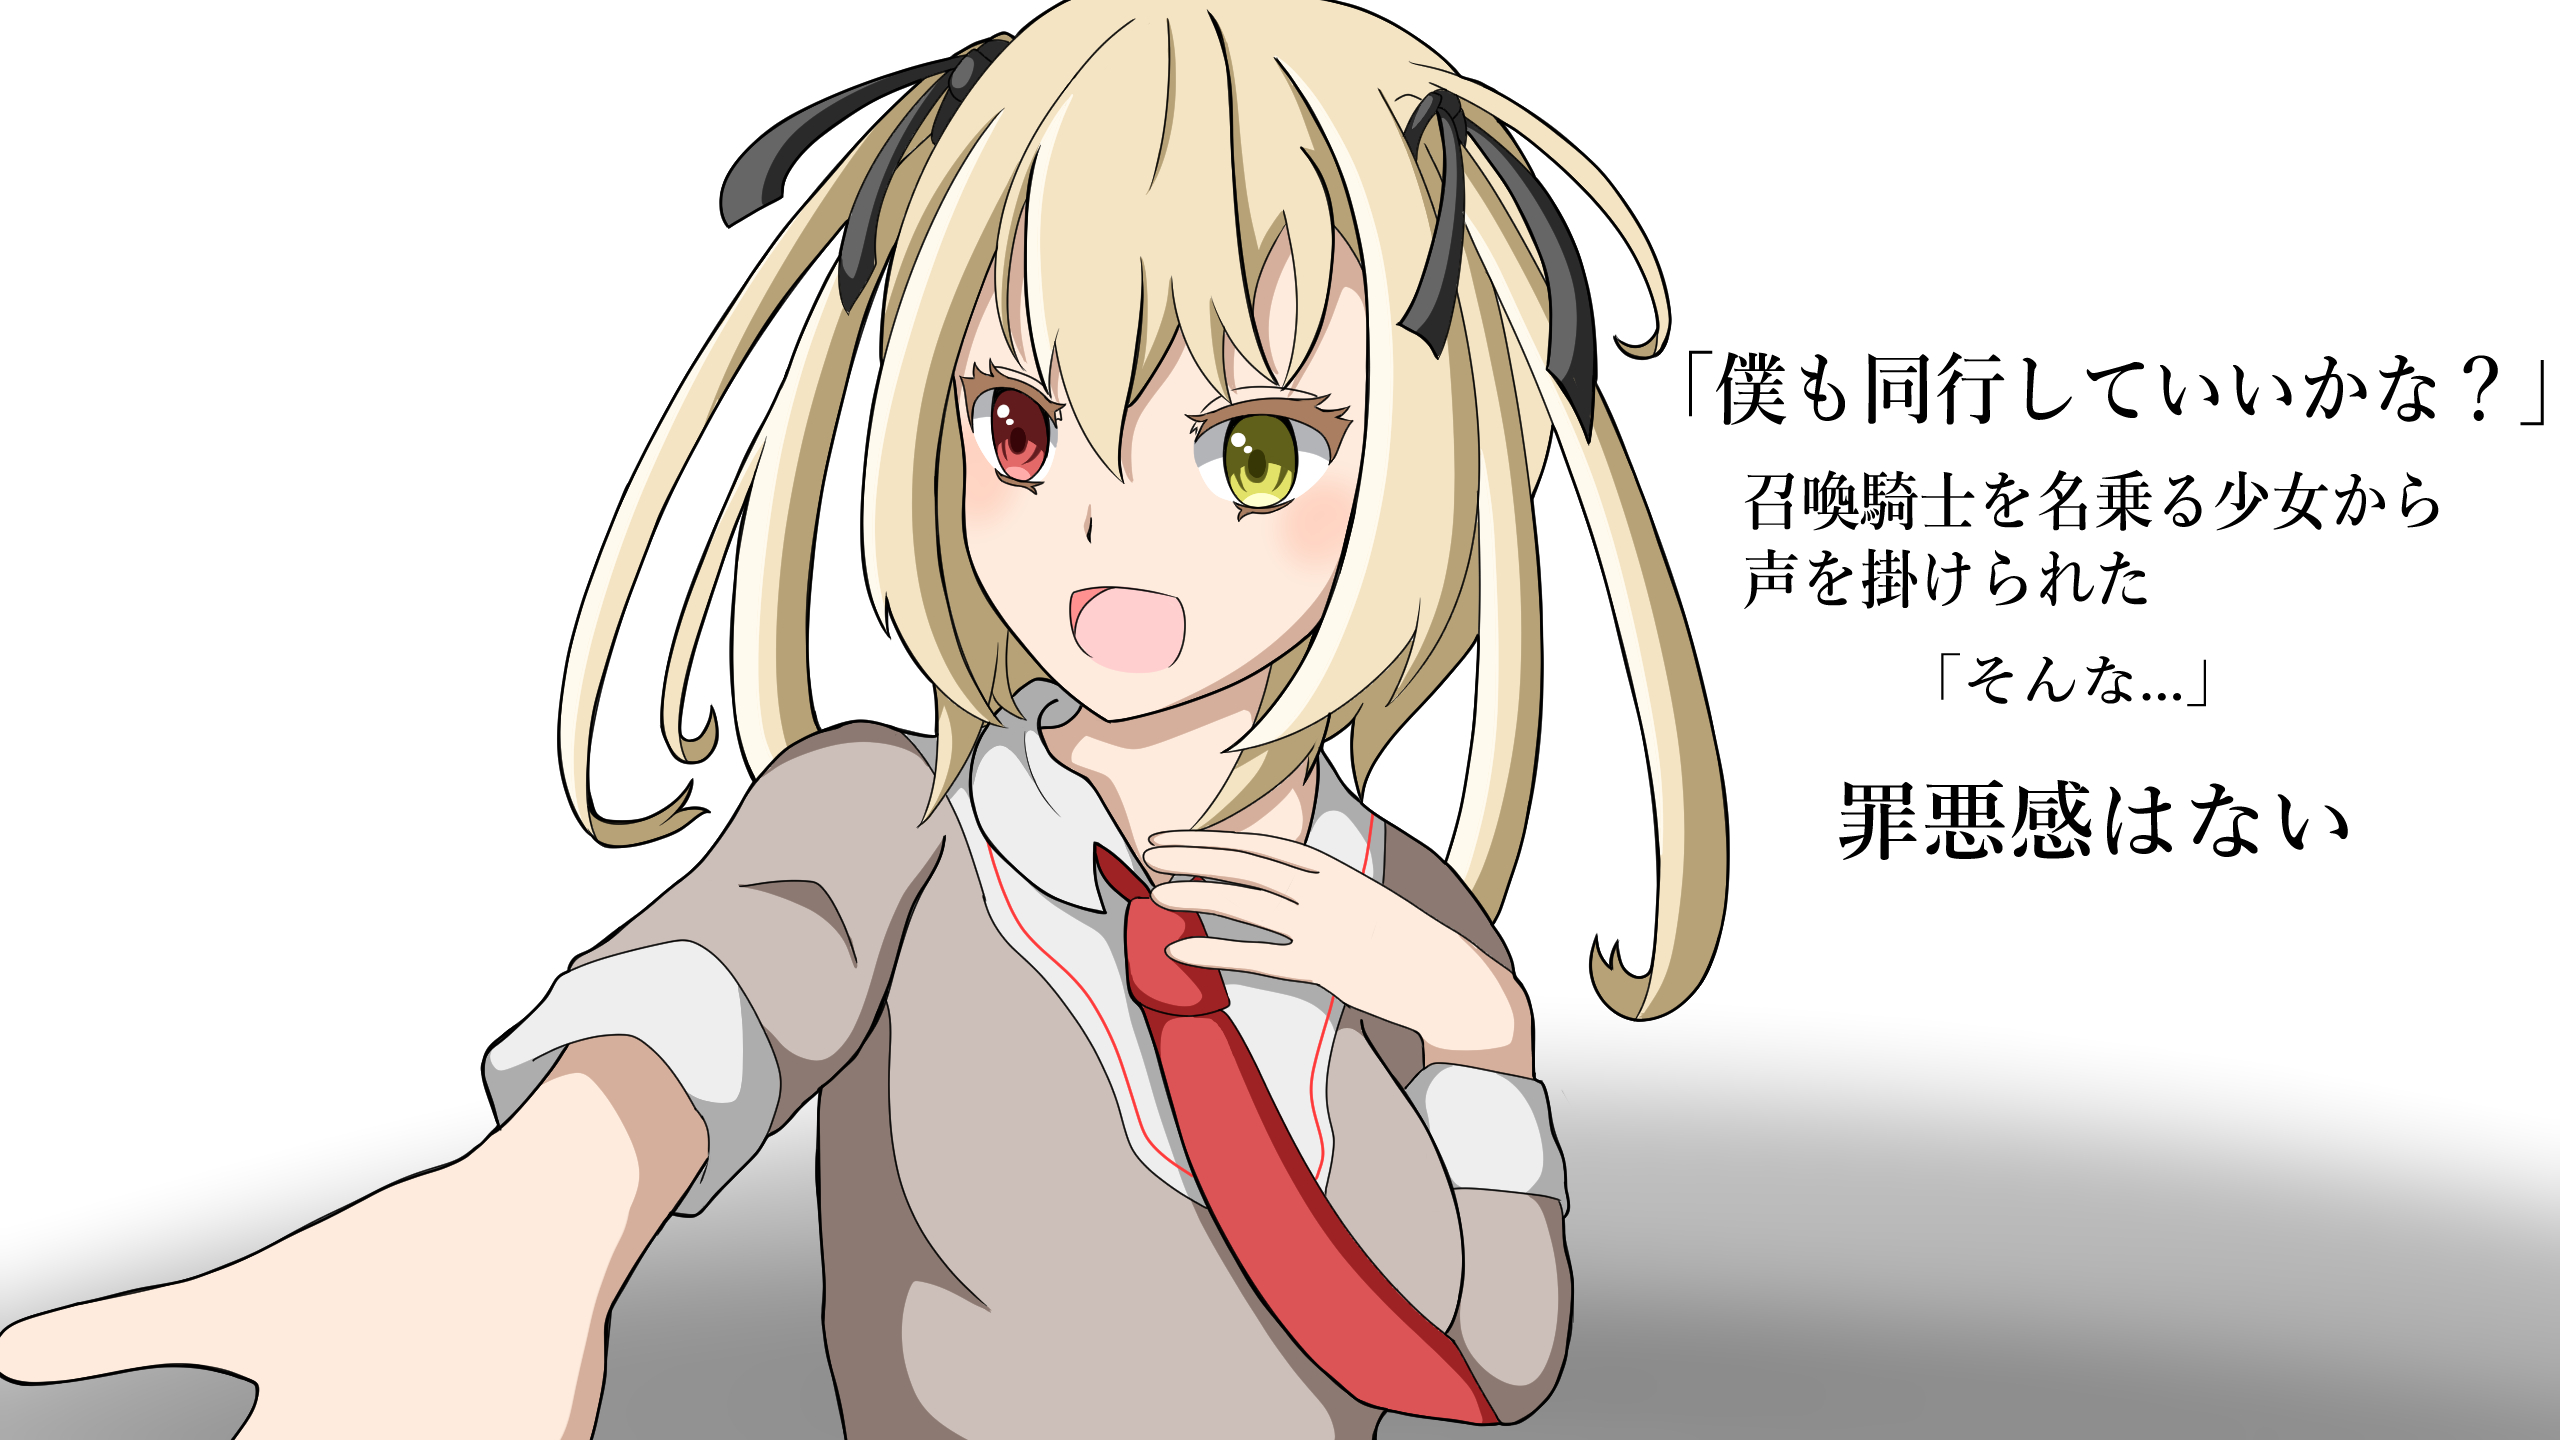 「僕も同行していいかな？」
召喚騎士を名乗る少女から
声を掛けられた
「そんな...」
罪悪感はない